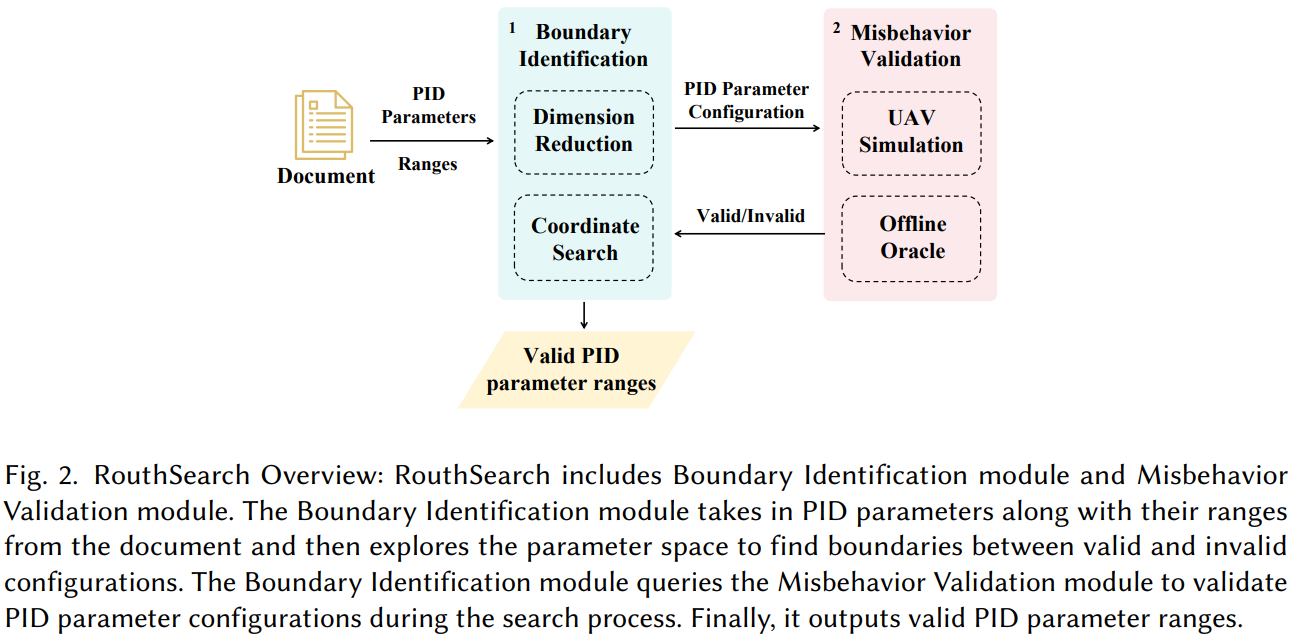 1 Boundary
Identification
2 Misbehavior
Validation
PID
Parameters
Ranges
Document
Dimension
Reduction
PID Parameter
Configuration
UAV
Simulation
Coordinate
Search
Valid/Invalid
Offline
Oracle
Valid PID
parameter ranges
Fig. 2. RouthSearch Overview: RouthSearch includes Boundary Identification module and Misbehavior
Validation module. The Boundary Identification module takes in PID parameters along with their ranges
from the document and then explores the parameter space to find boundaries between valid and invalid
configurations. The Boundary Identification module queries the Misbehavior Validation module to validate
PID parameter configurations during the search process. Finally, it outputs valid PID parameter ranges.